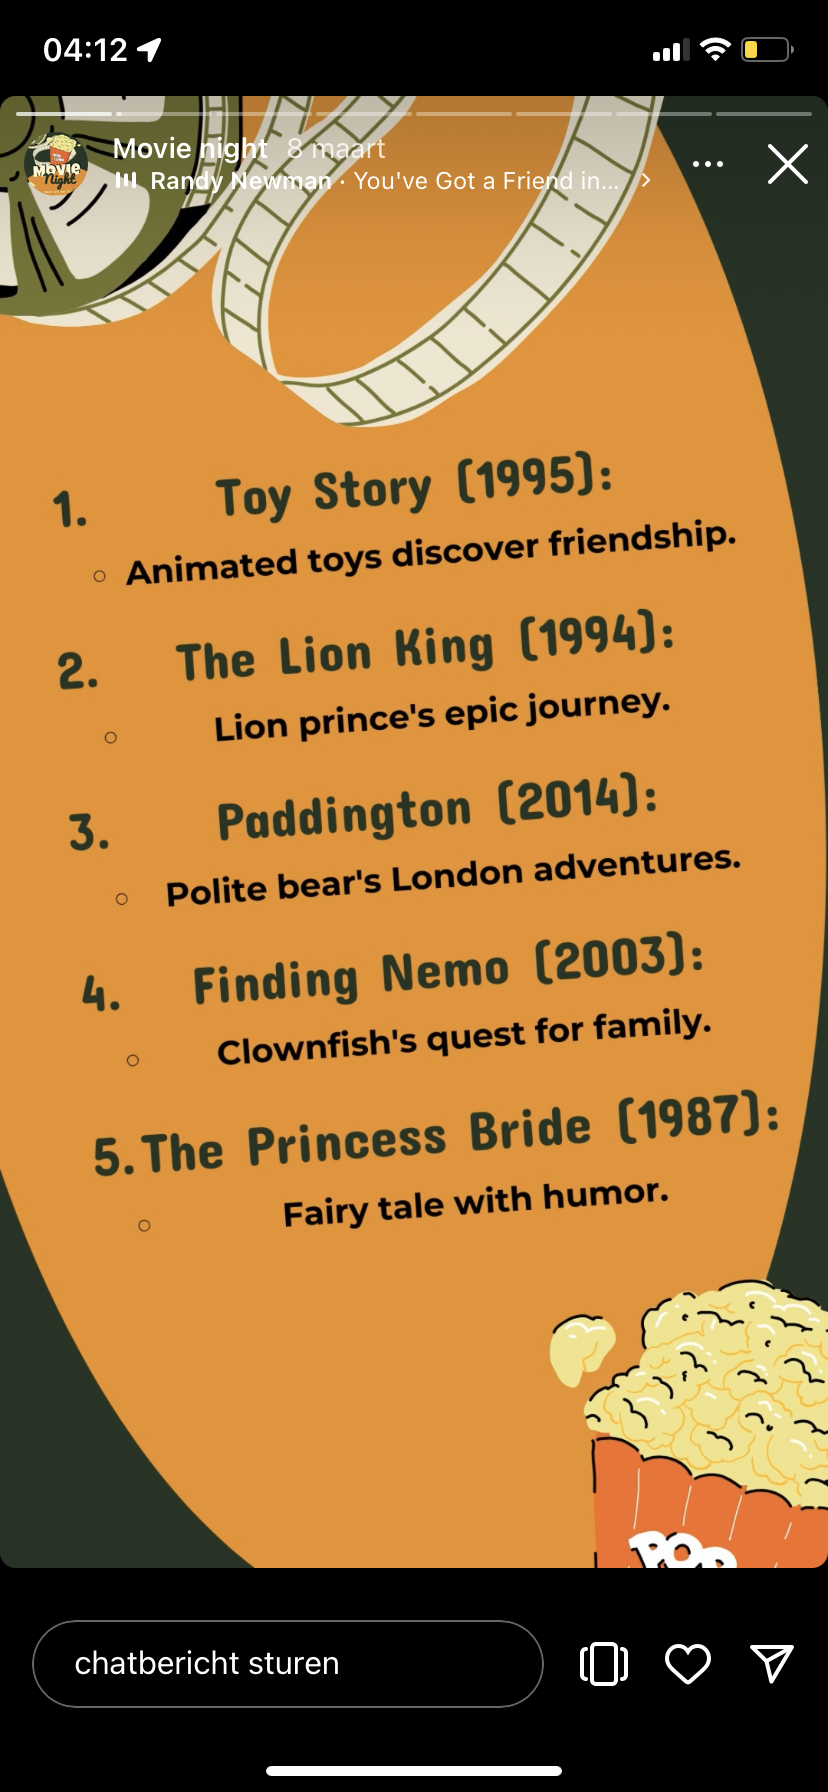 04:12
Movie night 8 maart
Randy Newman · You've Got a Friend in...
MOVIE
Night
1. Toy Story (1995):
Animated toys discover friendship.
2. The Lion King (1994):
Lion prince's epic journey.
3. Paddington (2014):
Polite bear's London adventures.
4. Finding Nemo (2003):
Clownfish's quest for family.
5. The Princess Bride (1987):
Fairy tale with humor.
POP
chatbericht sturen